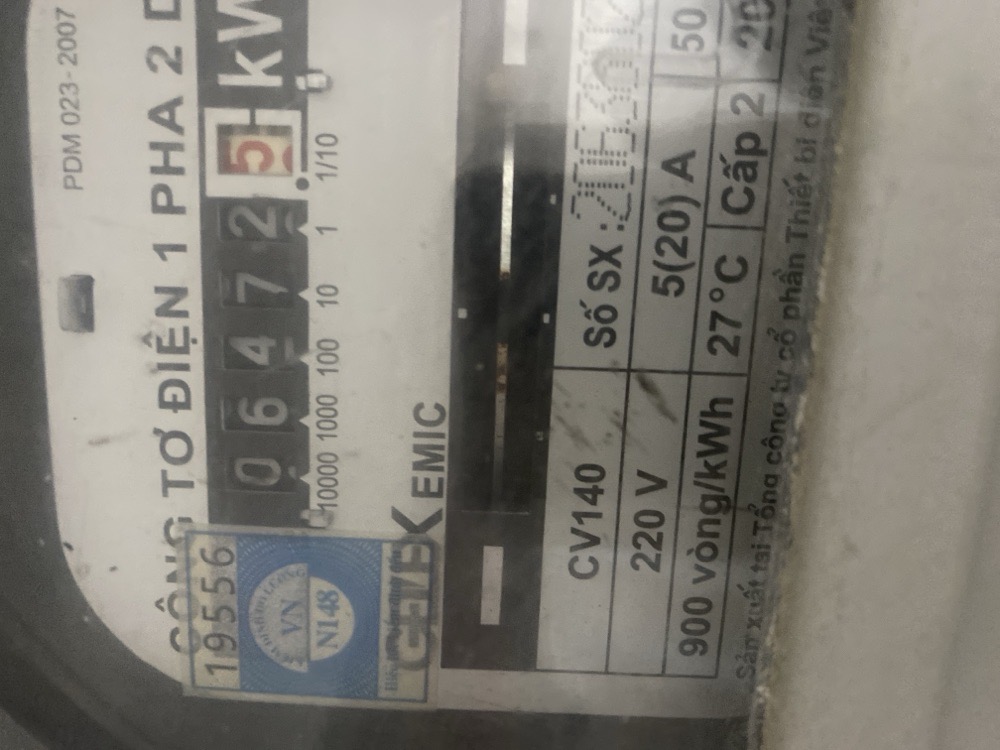 PDM 023-2007
CÔNG TƠ ĐIỆN 1 PHA 2 D
0 6 4 7 2 5 kW
10000 1000 100 10 1 1/10
19556
VN
N148
EMIC
CV140 Số SX :
220 V 5(20) A 50
900 vòng/kWh 27°C Cấp 2 20
Sản xuất tại Tổng công ty cổ phần Thiết bị điện Việ